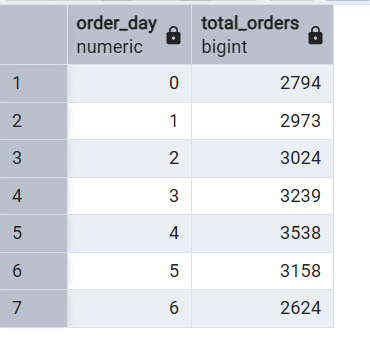 order_day total_orders
numeric bigint
1 0 2794
2 1 2973
3 2 3024
4 3 3239
5 4 3538
6 5 3158
7 6 2624